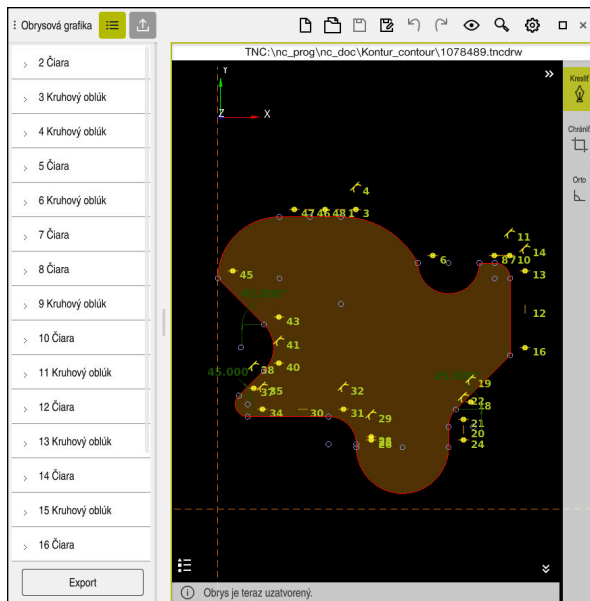 Obrysová grafika
TNC:\nc_prog\nc_doc\Kontur_contour\1078489.tncdrw
2 Čiara
3 Kruhový oblúk
4 Kruhový oblúk
5 Čiara
6 Kruhový oblúk
7 Čiara
8 Čiara
9 Kruhový oblúk
10 Čiara
11 Kruhový oblúk
12 Čiara
13 Kruhový oblúk
14 Čiara
15 Kruhový oblúk
16 Čiara
Export
Y
Z X
4
47 46 48 1 3
11
6 8 10 14
45 13
43 12
41 16
45.000 38 40
19
35 32
37 22 18
34 30 31 29
21
20
24
Kresliť
Chrániť
Orto
Obrys je teraz uzatvorený.